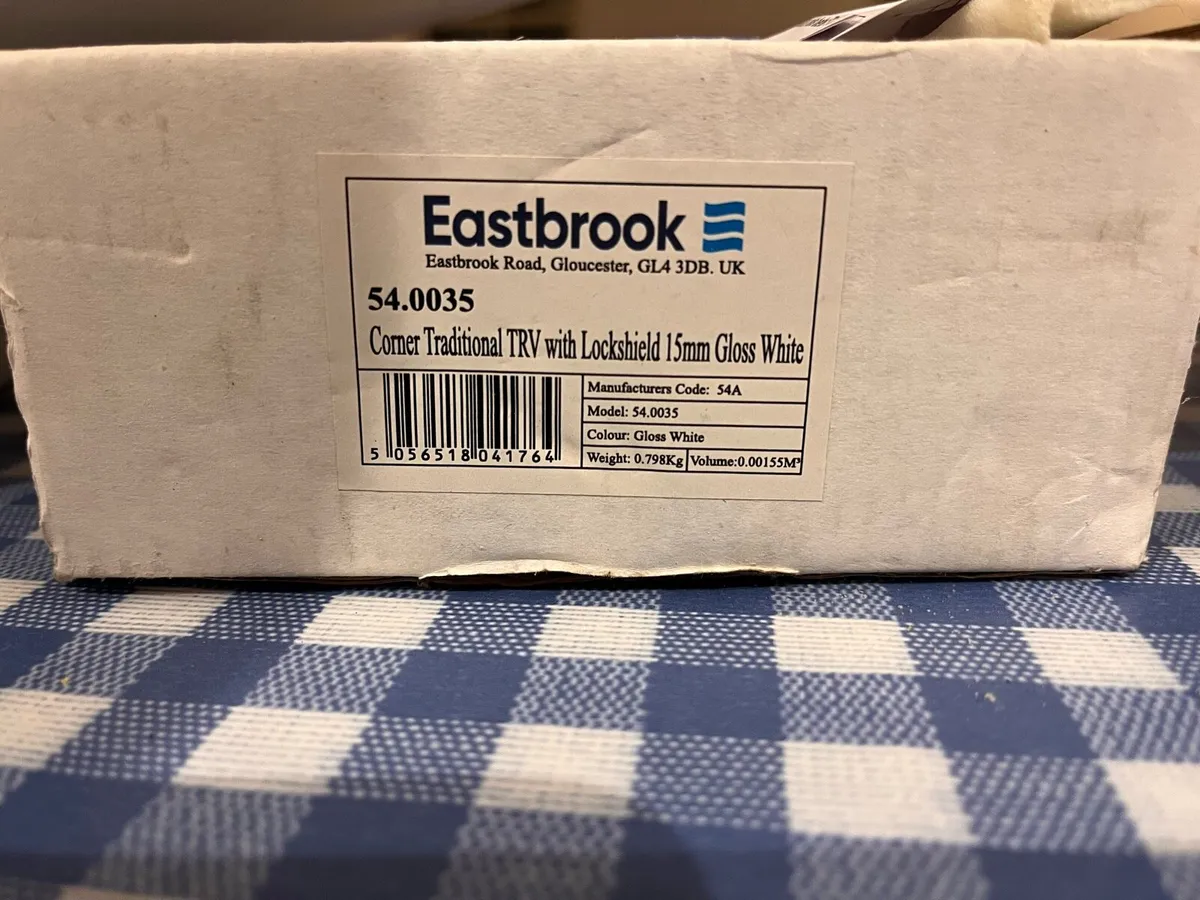 Eastbrook
Eastbrook Road, Gloucester, GL4 3DB. UK
54.0035
Corner Traditional TRV with Lockshield 15mm Gloss White
Manufacturers Code: 54A
Model: 54.0035
Colour: Gloss White
Weight: 0.798Kg Volume:0.00155M³
5 056518 041764